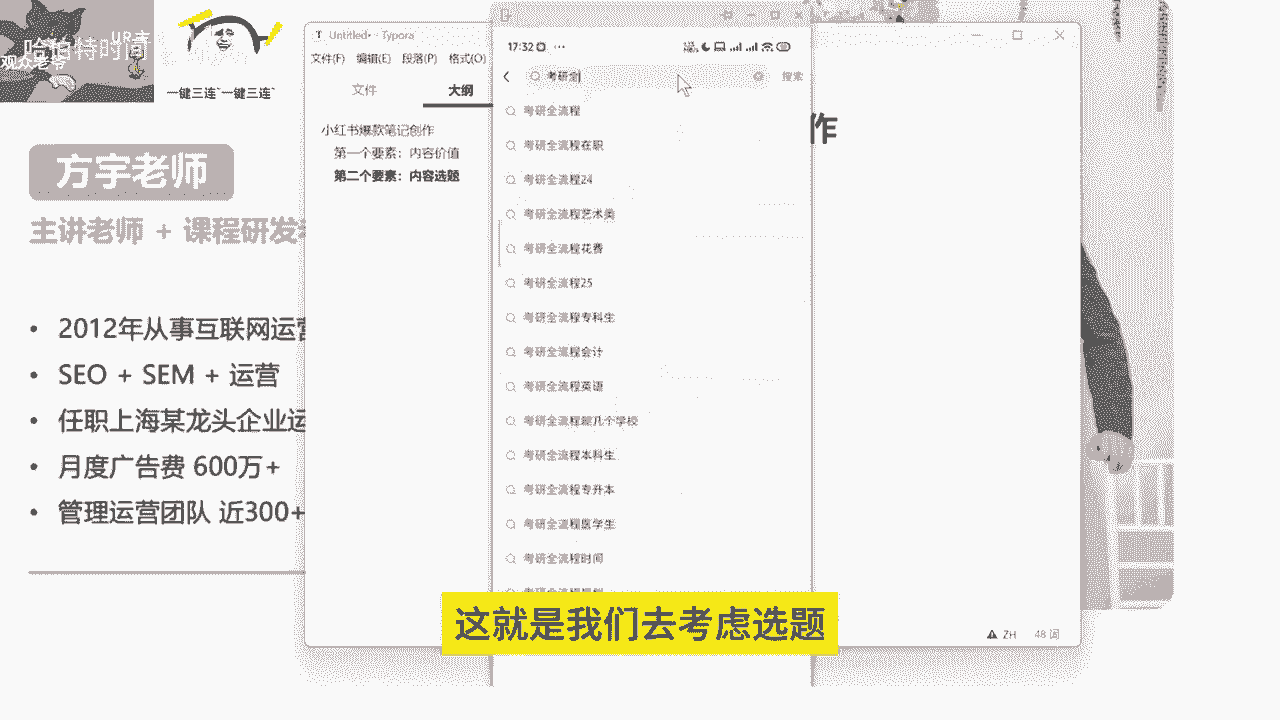 哈伯特时间
UP主
观众老爷
一键三连~一键三连~
方宇老师
主讲老师 + 课程研发
• 2012年从事互联网运营
• SEO + SEM + 运营
• 任职上海某龙头企业运
• 月度广告费 600万+
• 管理运营团队 近300+
Untitled• - Typora
文件(F) 编辑(E) 段落(P) 格式(O)
文件 大纲
小红书爆款笔记创作
第一个要素：内容价值
第二个要素：内容选题
作
17:32
考研全
搜索
考研全流程
考研全流程在职
考研全流程24
考研全流程艺术类
考研全流程花费
考研全流程25
考研全流程专科生
考研全流程会计
考研全流程英语
考研全流程跟几个学校
考研全流程本科生
考研全流程专升本
考研全流程医学生
考研全流程时间
这就是我们去考虑选题
ZH 48 词